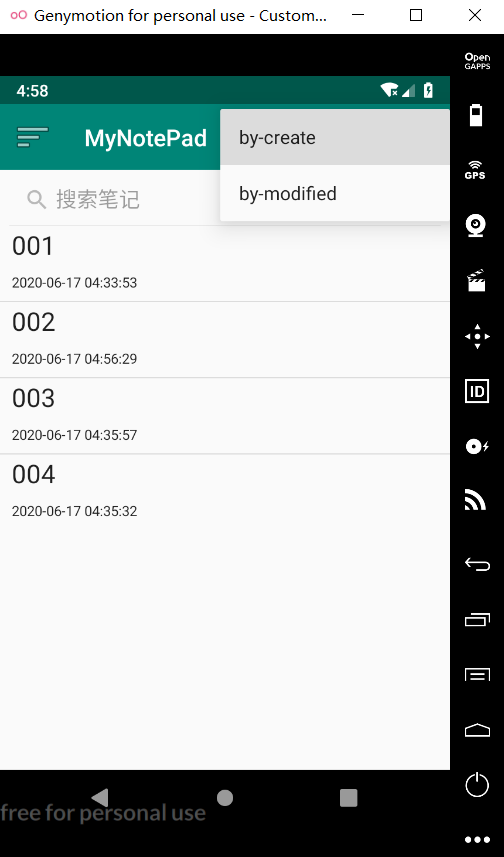 Genymotion for personal use - Custom...
Open
GAPPS
4:58
MyNotePad
by-create
by-modified
GPS
搜索笔记
001
2020-06-17 04:33:53
002
2020-06-17 04:56:29
003
2020-06-17 04:35:57
ID
004
2020-06-17 04:35:32
free for personal use